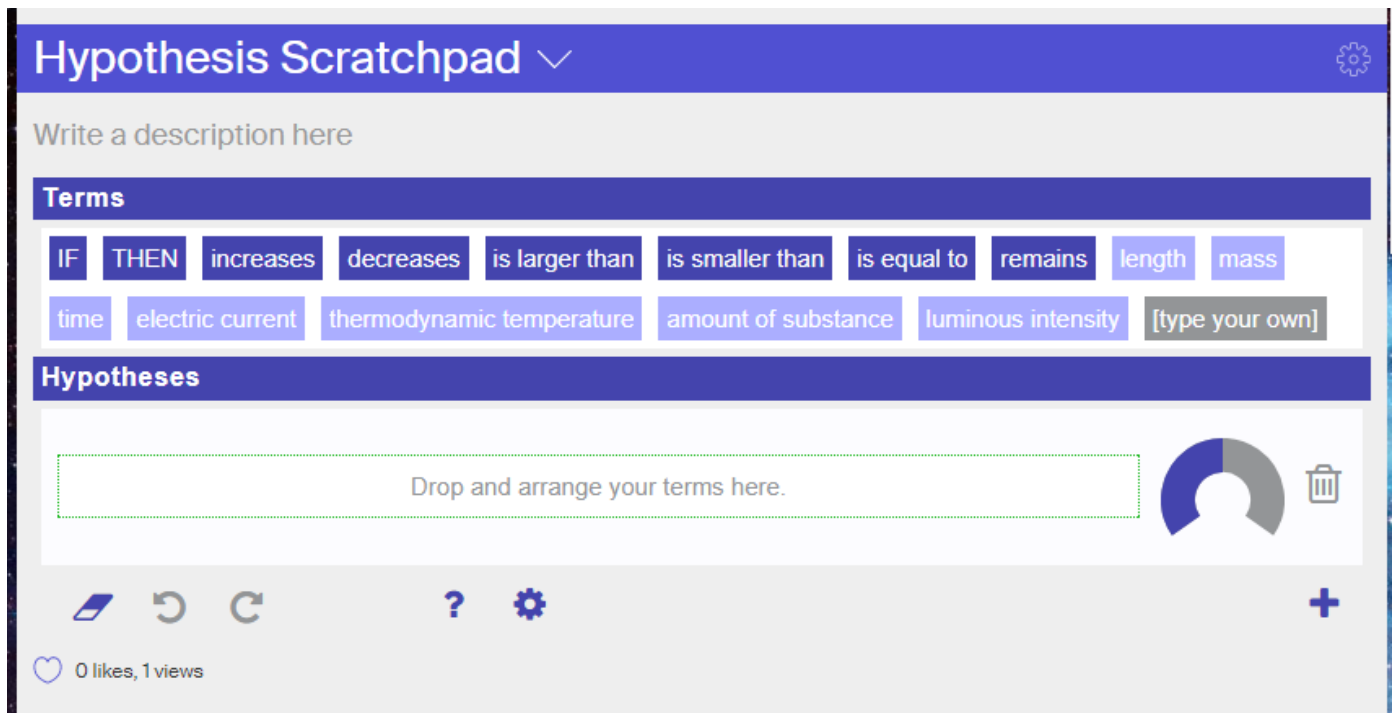 Hypothesis Scratchpad
Write a description here
Terms
IF THEN increases decreases is larger than is smaller than is equal to remains length mass
time electric current thermodynamic temperature amount of substance luminous intensity [type your own]
Hypotheses
Drop and arrange your terms here.
?
0 likes, 1 views